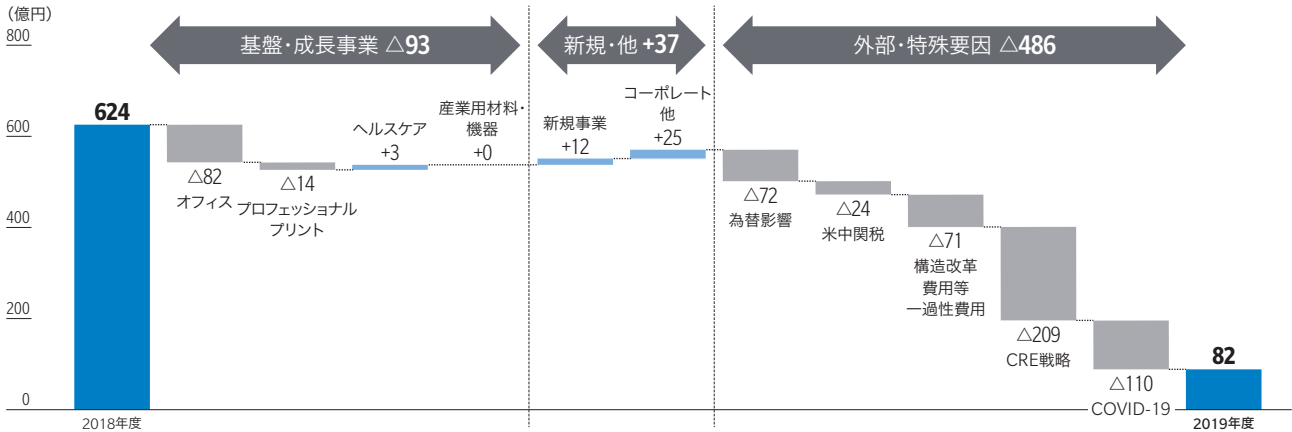 （億円）
800
600
400
200
0
基盤・成長事業 △93
新規・他 +37
外部・特殊要因 △486
624
2018年度
△82
オフィス
△14
プロフェッショナル
プリント
ヘルスケア
+3
産業用材料・
機器
+0
新規事業
+12
コーポレート
他
+25
△72
為替影響
△24
米中関税
△71
構造改革
費用等
一過性費用
△209
CRE戦略
△110
COVID-19
82
2019年度